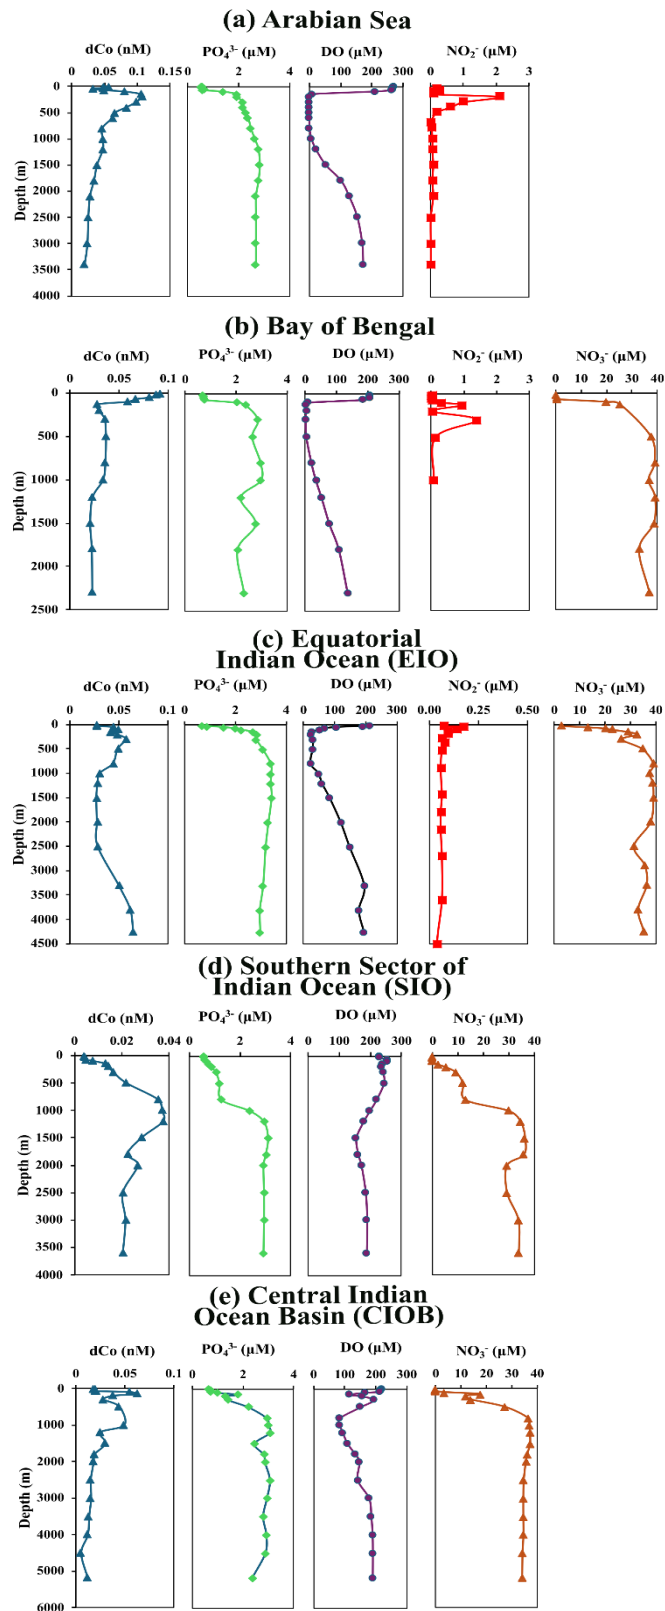 (a) Arabian Sea
dCo (nM) PO₄³⁻ (µM) DO (µM) NO₂⁻ (µM)
0 0.05 0.1 0.15 0 2 4 0 100 200 300 0 1 2 3
0
500
1000
1500
2000
2500
3000
3500
4000
Depth (m)
(b) Bay of Bengal
dCo (nM) PO₄³⁻ (µM) DO (µM) NO₂⁻ (µM) NO₃⁻ (µM)
0 0.05 0.1 0 2 4 0 100 200 300 0 1 2 3 0 10 20 30 40
0
500
1000
1500
2000
2500
Depth (m)
(c) Equatorial
Indian Ocean (EIO)
dCo (nM) PO₄³⁻ (µM) DO (µM) NO₂⁻ (µM) NO₃⁻ (µM)
0 0.05 0.1 0 2 4 0 100 200 300 0.00 0.25 0.50 0 10 20 30 40
0
500
1000
1500
2000
2500
3000
3500
4000
4500
Depth (m)
(d) Southern Sector of
Indian Ocean (SIO)
dCo (nM) PO₄³⁻ (µM) DO (µM) NO₃⁻ (µM)
0 0.02 0.04 0 2 4 0 100 200 300 0 10 20 30 40
0
500
1000
1500
2000
2500
3000
3500
4000
Depth (m)
(e) Central Indian
Ocean Basin (CIOB)
dCo (nM) PO₄³⁻ (µM) DO (µM) NO₃⁻ (µM)
0 0.05 0.1 0 1 2 3 4 0 100 200 300 0 10 20 30 40
0
1000
2000
3000
4000
5000
6000
Depth (m)